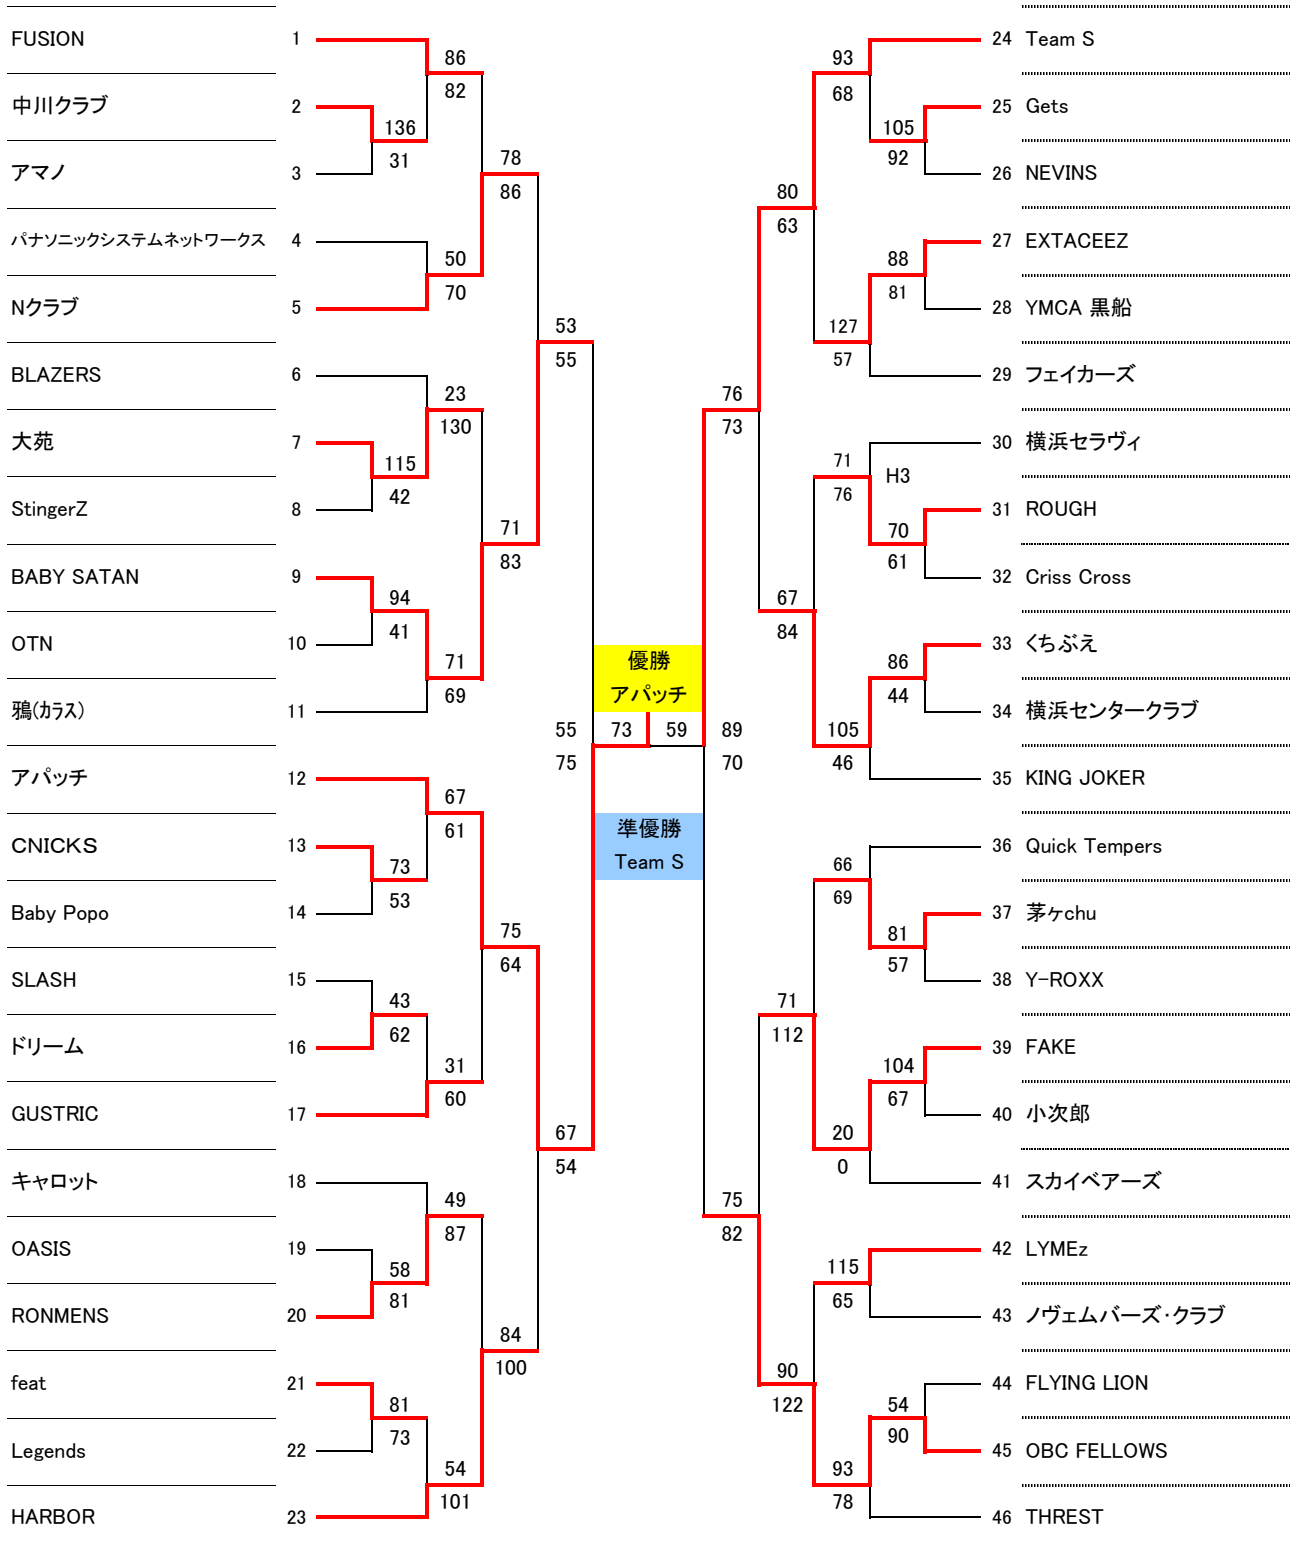 FUSION 1
86
82
中川クラブ 2
136
31
アマノ 3
78
86
パナソニックシステムネットワークス 4
50
70
Nクラブ 5
53
55
BLAZERS 6
23
130
大苑 7
115
42
StingerZ 8
71
83
BABY SATAN 9
94
41
OTN 10
71
69
鴉(カラス) 11
55
75
アパッチ 12
67
61
CNICKS 13
73
53
Baby Popo 14
75
64
SLASH 15
43
62
ドリーム 16
31
60
GUSTRIC 17
67
54
キャロット 18
49
87
OASIS 19
58
81
RONMENS 20
84
100
feat 21
81
73
Legends 22
54
101
HARBOR 23
優勝
アパッチ
73 59
準優勝
Team S
24 Team S
93
68
25 Gets
105
92
26 NEVINS
80
63
27 EXTACEEZ
88
81
28 YMCA 黒船
127
57
29 フェイカーズ
76
73
30 横浜セラヴィ
71
76
H3
31 ROUGH
70
61
32 Criss Cross
67
84
33 くちぶえ
86
44
34 横浜センタークラブ
105
46
35 KING JOKER
89
70
36 Quick Tempers
66
69
37 茅ケchu
81
57
38 Y-ROXX
71
112
39 FAKE
104
67
40 小次郎
20
0
41 スカイベアーズ
75
82
42 LYMEz
115
65
43 ノヴェムバーズ・クラブ
90
122
44 FLYING LION
54
90
45 OBC FELLOWS
93
78
46 THREST